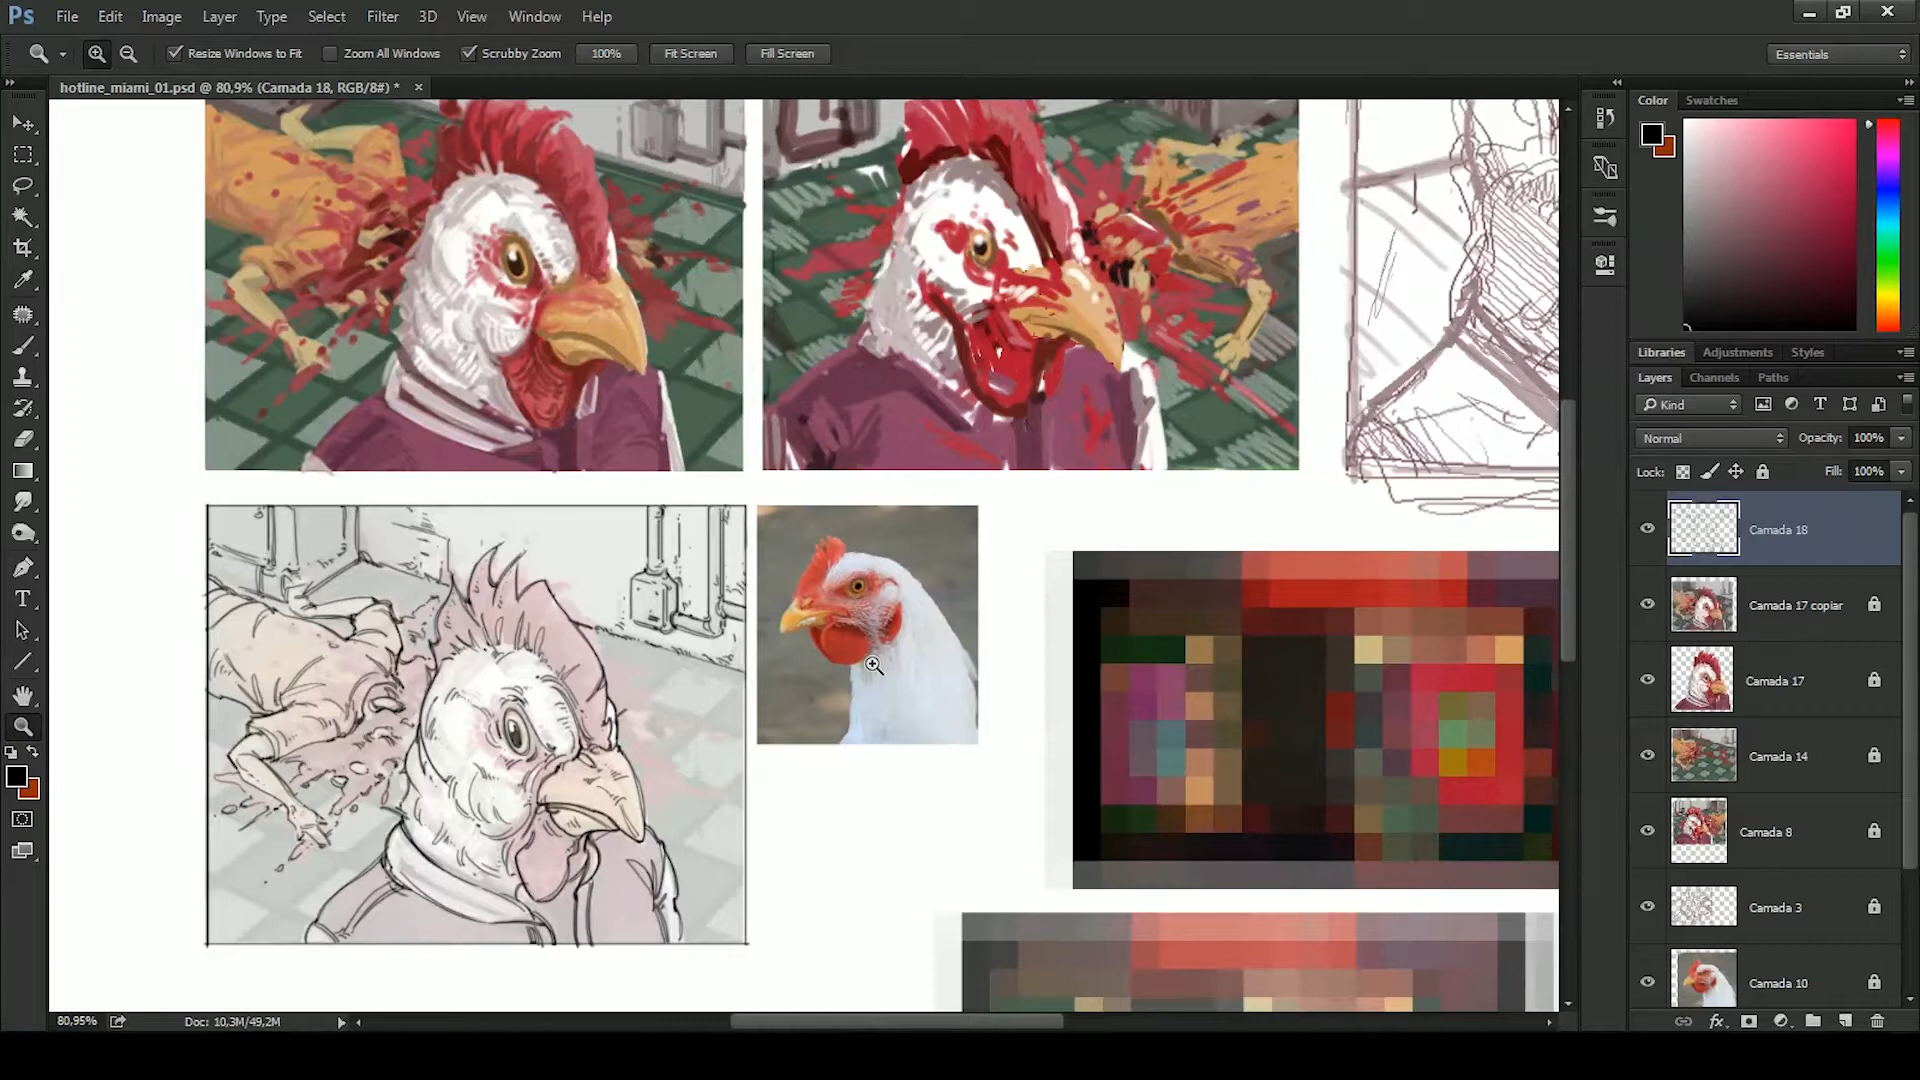 Ps File Edit Image Layer Type Select Filter 3D View Window Help
Resize Windows to Fit Zoom All Windows Scrubby Zoom 100% Fit Screen Fill Screen Essentials
hotline_miami_01.psd @ 80,9% (Camada 18, RGB/8#) * ×
Color Swatches
Libraries Adjustments Styles
Layers Channels Paths
Kind
Normal Opacity: 100%
Lock: Fill: 100%
Camada 18
Camada 17 copiar
Camada 17
Camada 14
Camada 8
Camada 3
Camada 10
80,95% Doc: 10,3M/49,2M